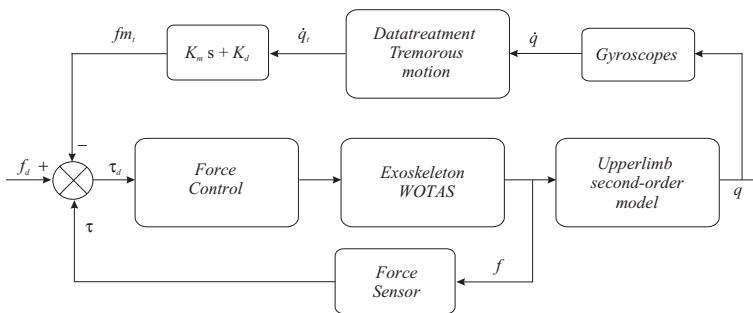 fm_t
K_m s + K_d
q̇_t
Datatreatment
Tremorous
motion
q̇
Gyroscopes
−
f_d +
τ_d
Force
Control
Exoskeleton
WOTAS
Upperlimb
second-order
model
q
τ
Force
Sensor
f